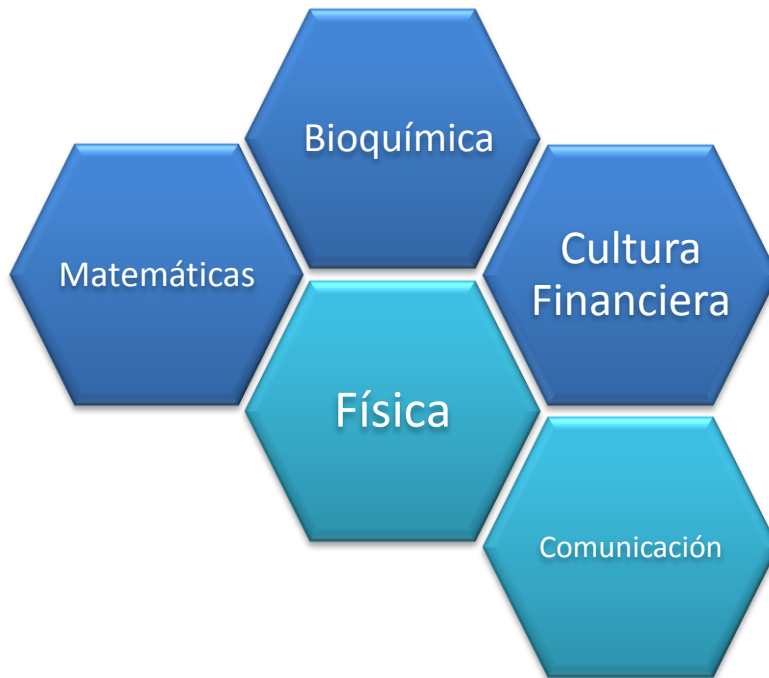 Bioquímica
Matemáticas
Cultura
Financiera
Física
Comunicación